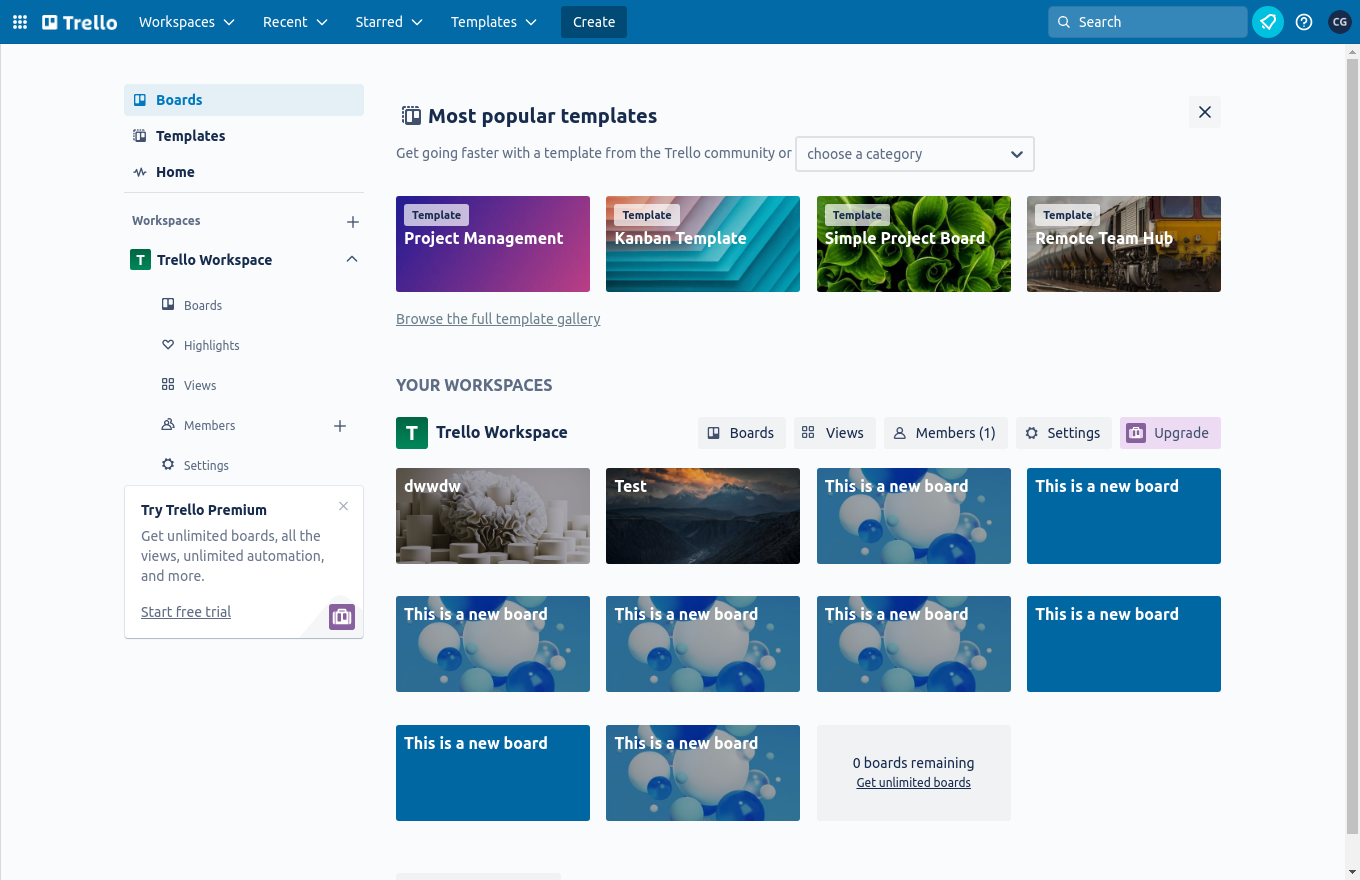 Trello
Workspaces
Recent
Starred
Templates
Create
Search
CG
Boards
Templates
Home
Workspaces
T Trello Workspace
Boards
Highlights
Views
Members
Settings
Try Trello Premium
Get unlimited boards, all the
views, unlimited automation,
and more.
Start free trial
Most popular templates
Get going faster with a template from the Trello community or choose a category
Template
Project Management
Template
Kanban Template
Template
Simple Project Board
Template
Remote Team Hub
Browse the full template gallery
YOUR WORKSPACES
T Trello Workspace
Boards
Views
Members (1)
Settings
Upgrade
dwwdw
Test
This is a new board
This is a new board
This is a new board
This is a new board
This is a new board
This is a new board
This is a new board
This is a new board
0 boards remaining
Get unlimited boards